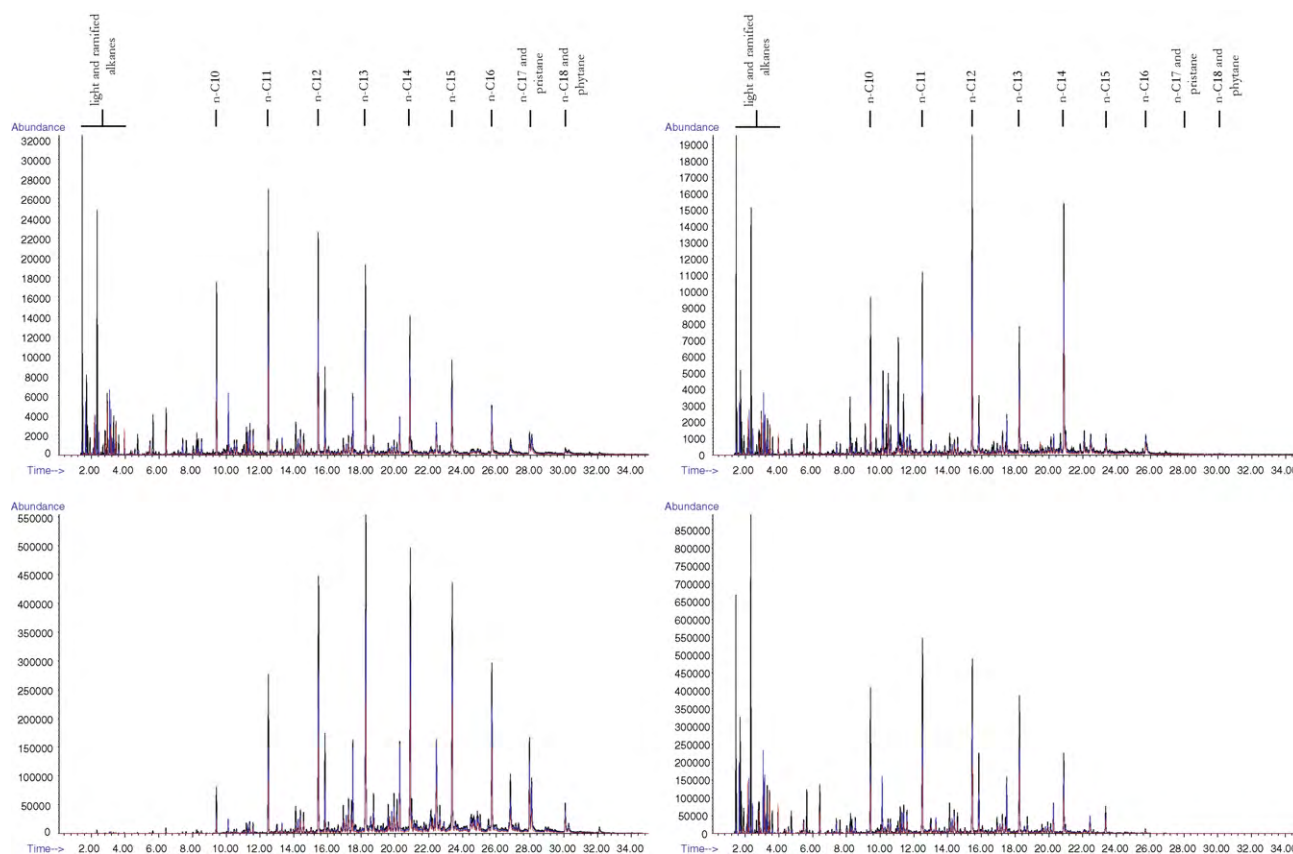 light and ramified
alkanes
n-C10
n-C11
n-C12
n-C13
n-C14
n-C15
n-C16
n-C17 and
pristane
n-C18 and
phytane
light and ramified
alkanes
n-C10
n-C11
n-C12
n-C13
n-C14
n-C15
n-C16
n-C17 and
pristane
n-C18 and
phytane
Abundance
32000
30000
28000
26000
24000
22000
20000
18000
16000
14000
12000
10000
8000
6000
4000
2000
0
2.00 4.00 6.00 8.00 10.00 12.00 14.00 16.00 18.00 20.00 22.00 24.00 26.00 28.00 30.00 32.00 34.00
Time-->
Abundance
19000
18000
17000
16000
15000
14000
13000
12000
11000
10000
9000
8000
7000
6000
5000
4000
3000
2000
1000
0
2.00 4.00 6.00 8.00 10.00 12.00 14.00 16.00 18.00 20.00 22.00 24.00 26.00 28.00 30.00 32.00 34.00
Time-->
Abundance
550000
500000
450000
400000
350000
300000
250000
200000
150000
100000
50000
0
Time--> 2.00 4.00 6.00 8.00 10.00 12.00 14.00 16.00 18.00 20.00 22.00 24.00 26.00 28.00 30.00 32.00 34.00
Abundance
850000
800000
750000
700000
650000
600000
550000
500000
450000
400000
350000
300000
250000
200000
150000
100000
50000
0
Time--> 2.00 4.00 6.00 8.00 10.00 12.00 14.00 16.00 18.00 20.00 22.00 24.00 26.00 28.00 30.00 32.00 34.00